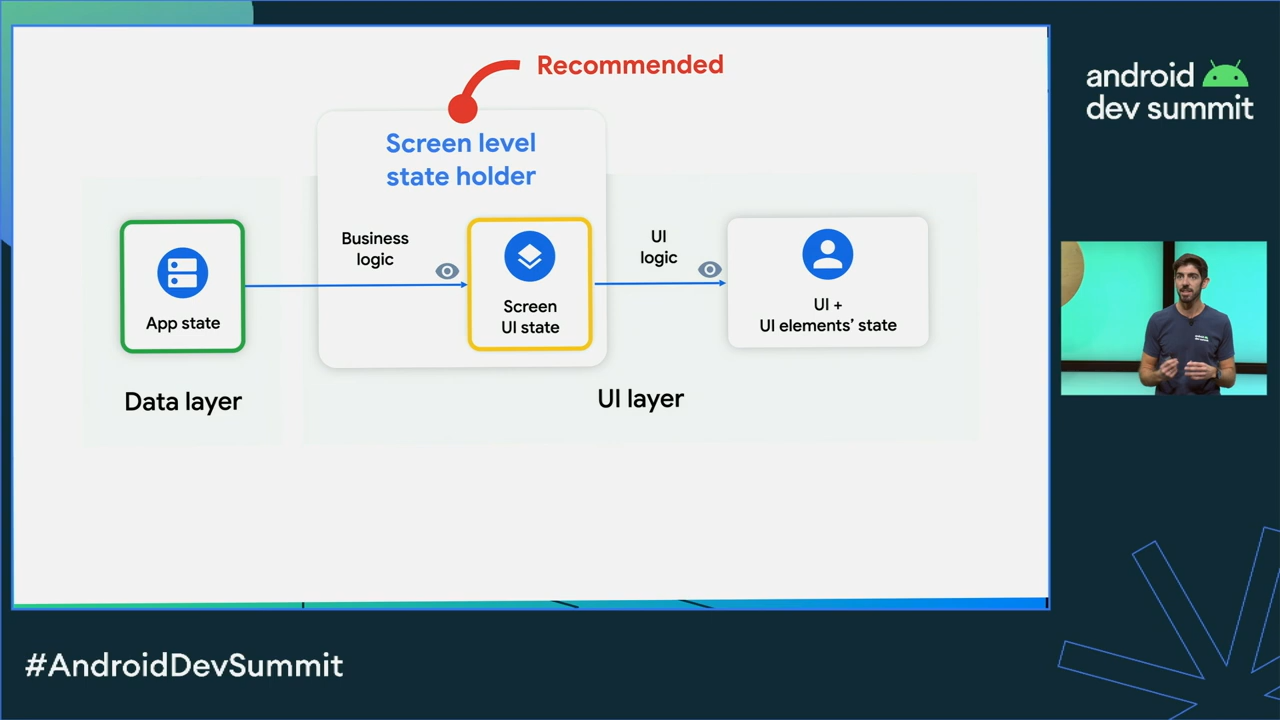 Recommended
Screen level
state holder
Business
logic
UI
logic
App state
Screen
UI state
UI +
UI elements' state
Data layer
UI layer
android
dev summit
#AndroidDevSummit